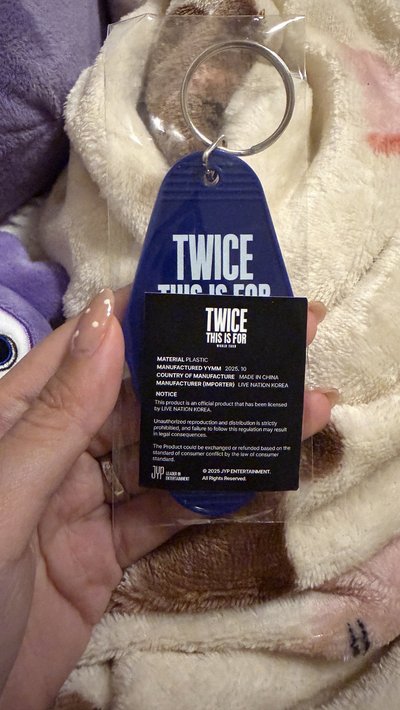 TWICE
THIS IS FOR
TWICE
THIS IS FOR
WORLD TOUR
MATERIAL PLASTIC
MANUFACTURED YYMM 2025, 10
COUNTRY OF MANUFACTURE MADE IN CHINA
MANUFACTURER (IMPORTER) LIVE NATION KOREA
NOTICE
This product is an official product that has been licensed
by LIVE NATION KOREA.
Unauthorized reproduction and distribution is strictly
prohibited, and failure to follow this regulation may result
in legal consequences.
The Product could be exchanged or refunded based on the
standard of consumer conflict by the law of consumer
standard.
JYP LEADER IN
ENTERTAINMENT
© 2025 JYP ENTERTAINMENT.
All Rights Reserved.